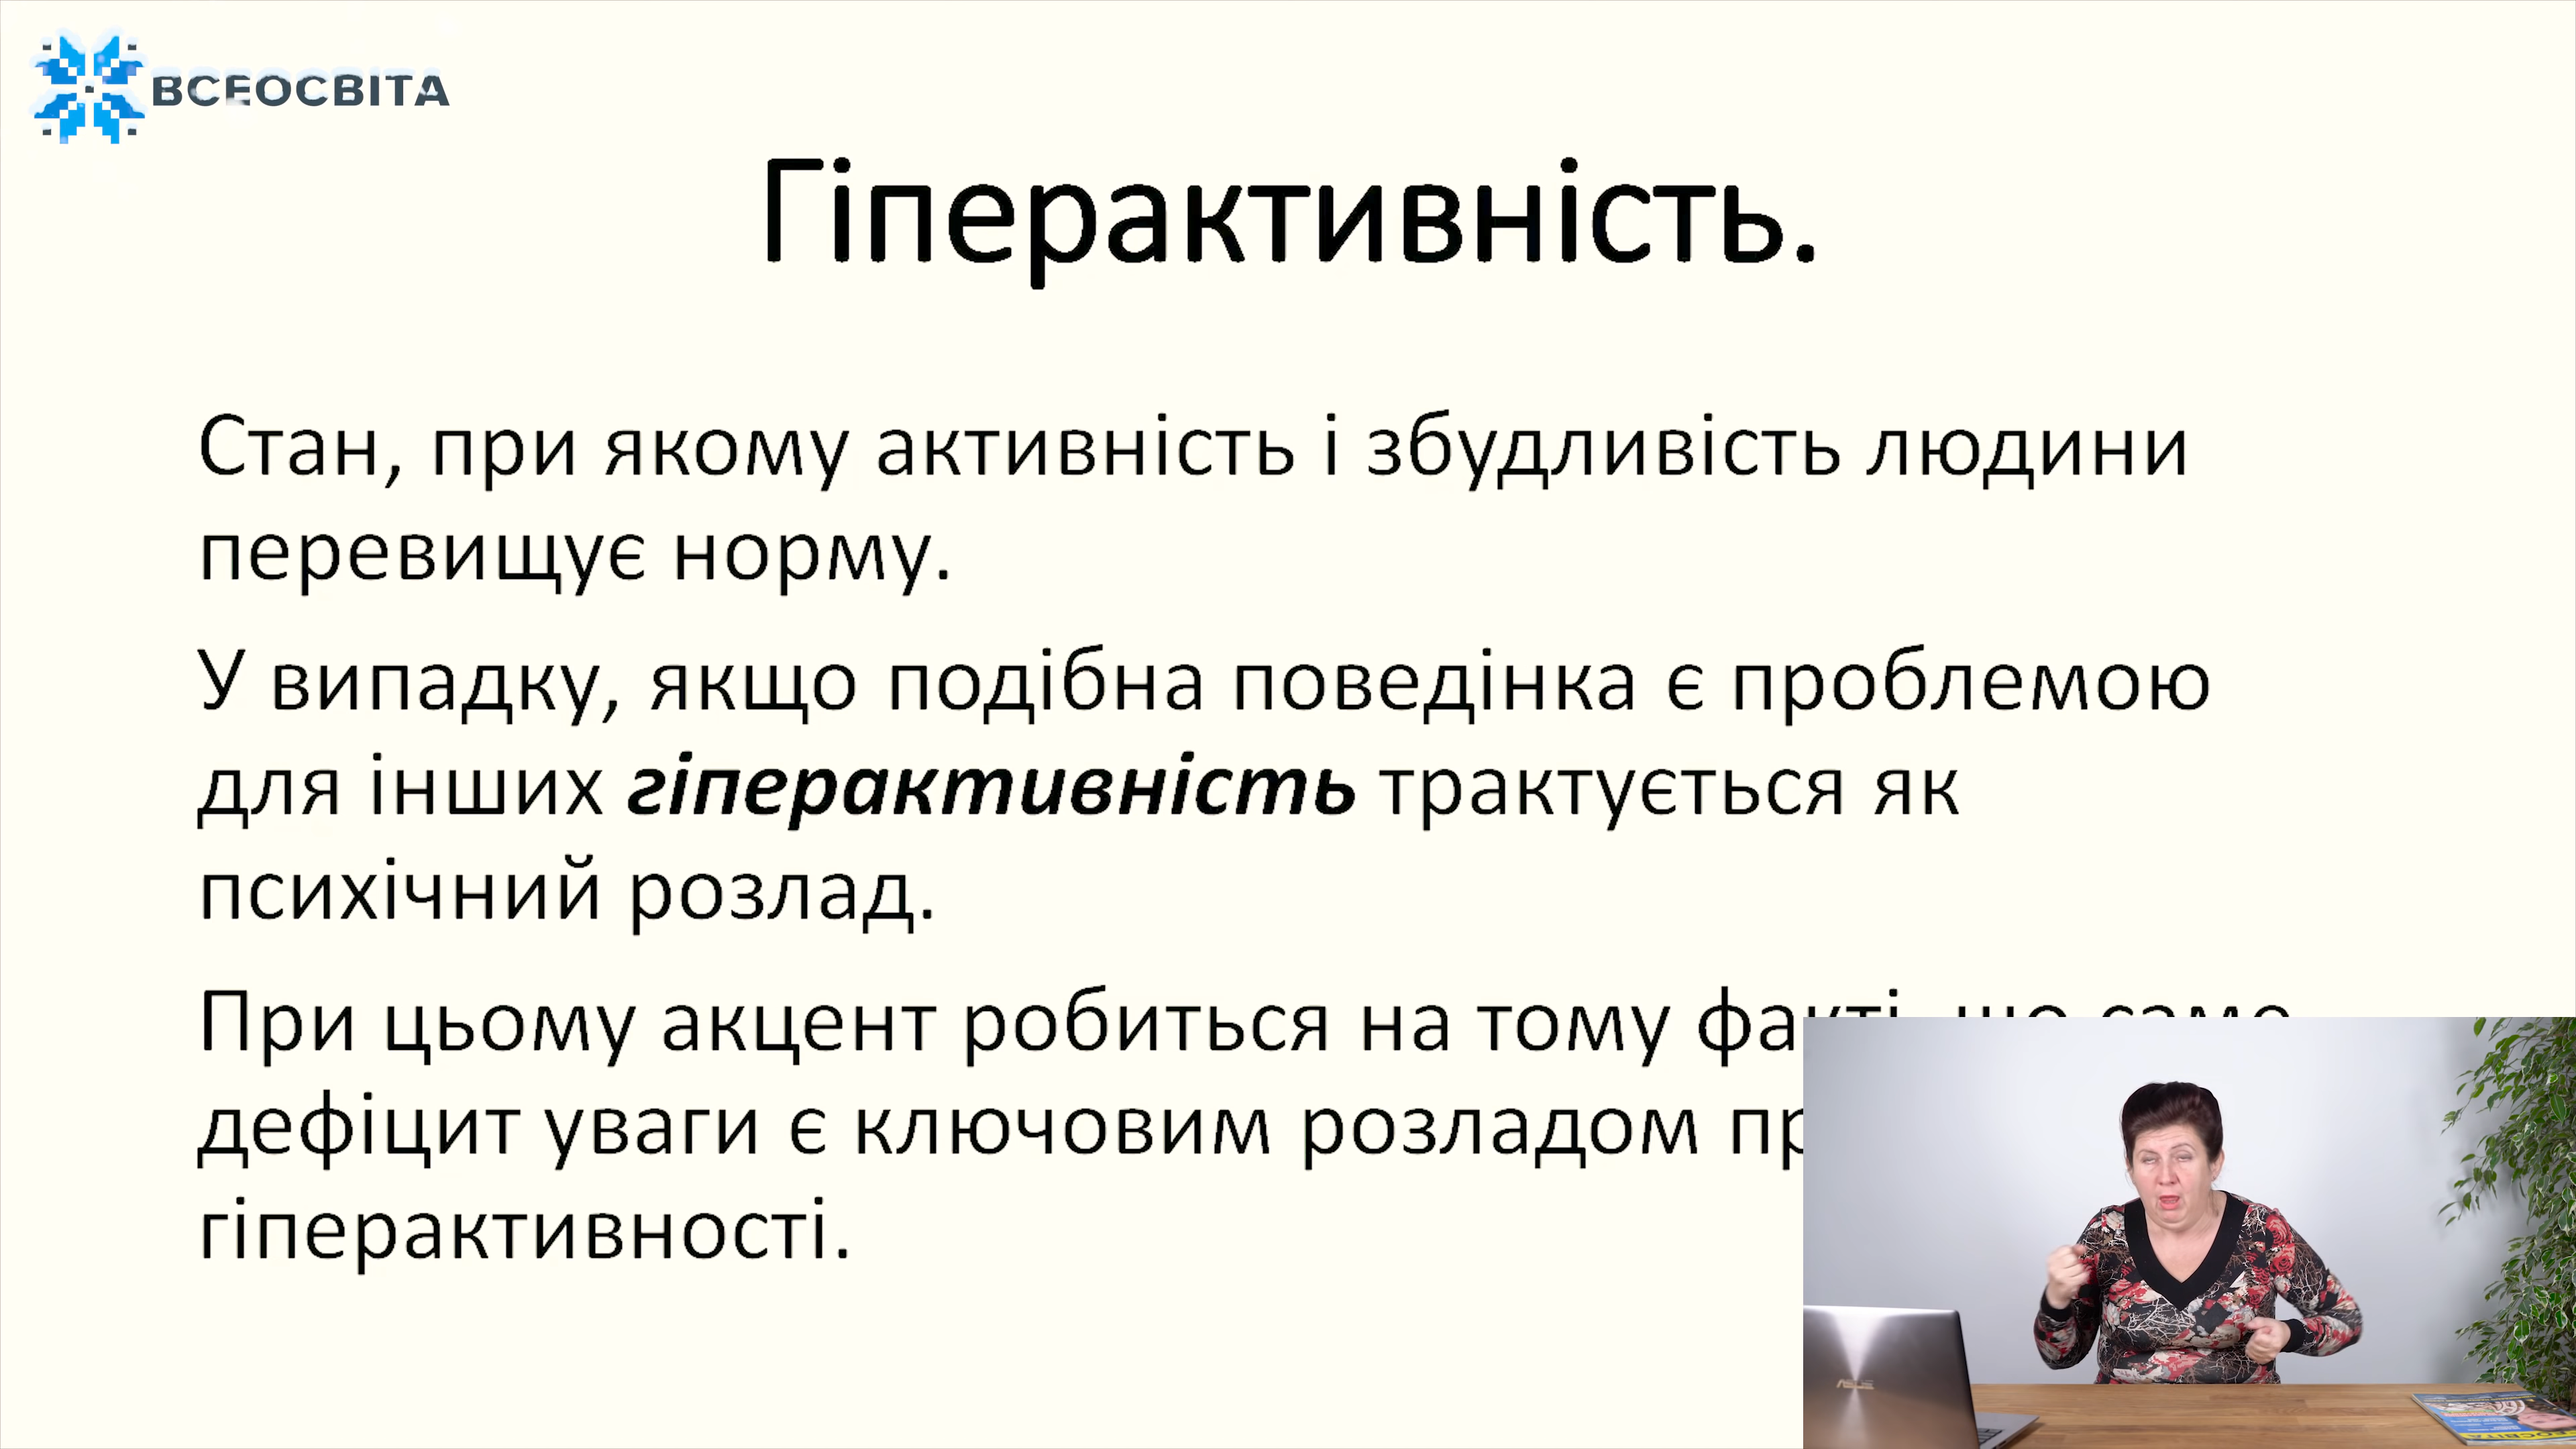 ВСЕОСВІТА
Гіперактивність.
Стан, при якому активність і збудливість людини
перевищує норму.
У випадку, якщо подібна поведінка є проблемою
для інших гіперактивність трактується як
психічний розлад.
При цьому акцент робиться на тому факті, що саме
дефіцит уваги є ключовим розладом
гіперактивності.
ASUS